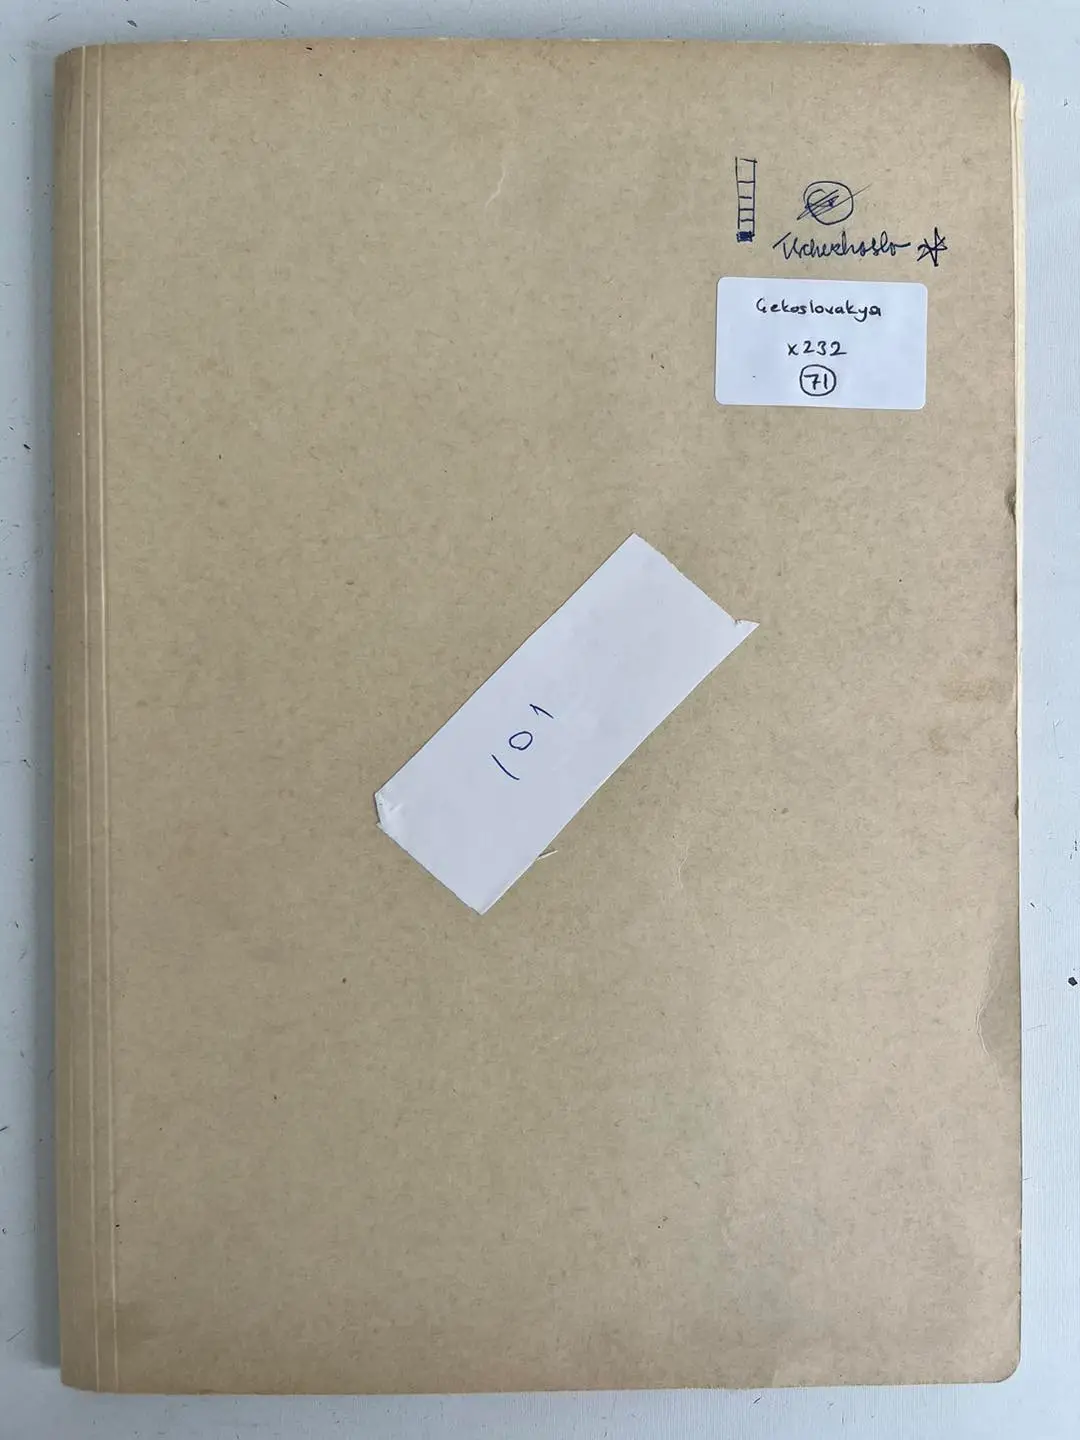 Tschechoslo
Çekoslovakya
x232
71
101